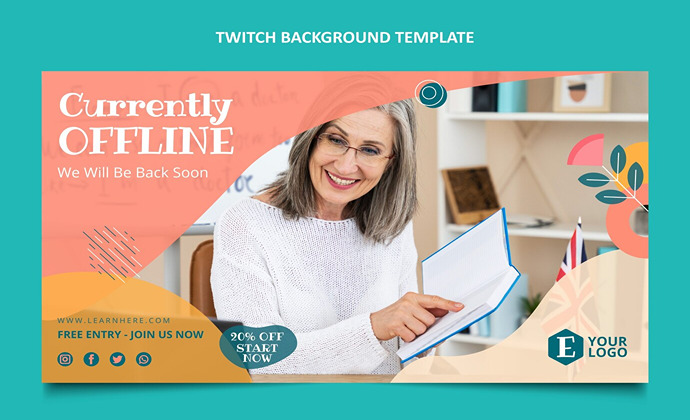 TWITCH BACKGROUND TEMPLATE
Currently
OFFLINE
We Will Be Back Soon
WWW.LEARNHERE.COM
FREE ENTRY - JOIN US NOW
20% OFF
START
NOW
E
YOUR
LOGO